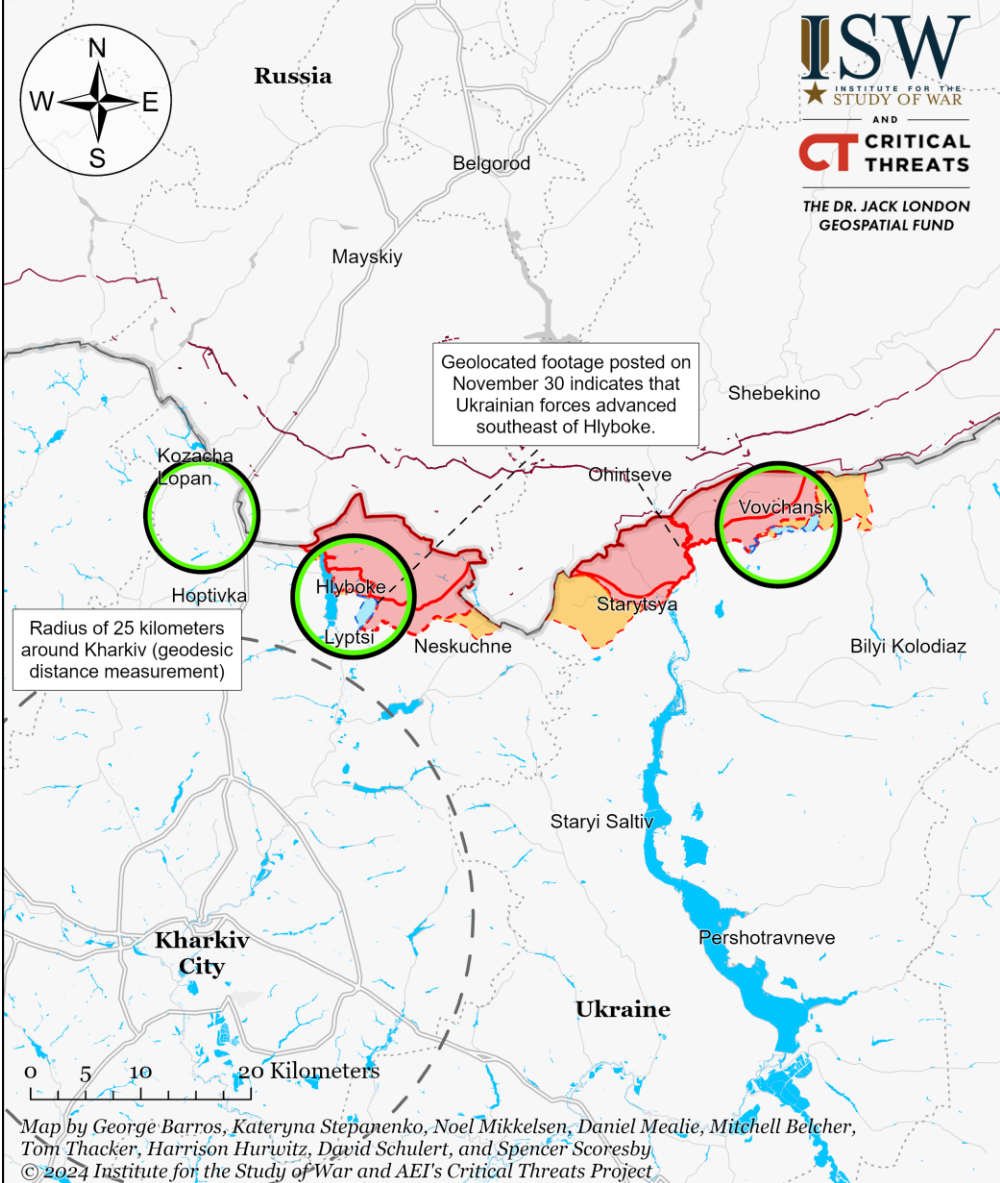 N
W
E
S
Russia
ISW
INSTITUTE FOR THE
STUDY OF WAR
AND
CT CRITICAL
THREATS
THE DR. JACK LONDON
GEOSPATIAL FUND
Belgorod
Mayskiy
Geolocated footage posted on
November 30 indicates that
Ukrainian forces advanced
southeast of Hlyboke.
Shebekino
Kozacha
Lopan
Ohirtseve
Vovchansk
Hlyboke
Hoptivka
Starytsya
Radius of 25 kilometers
around Kharkiv (geodesic
distance measurement)
Lyptsi
Neskuchne
Bilyi Kolodiaz
Staryi Saltiv
Kharkiv
City
Pershotravneve
Ukraine
0 5 10 20 Kilometers
Map by George Barros, Kateryna Stepanenko, Noel Mikkelsen, Daniel Mealie, Mitchell Belcher,
Tom Thacker, Harrison Hurwitz, David Schulert, and Spencer Scoresby
© 2024 Institute for the Study of War and AEI's Critical Threats Project